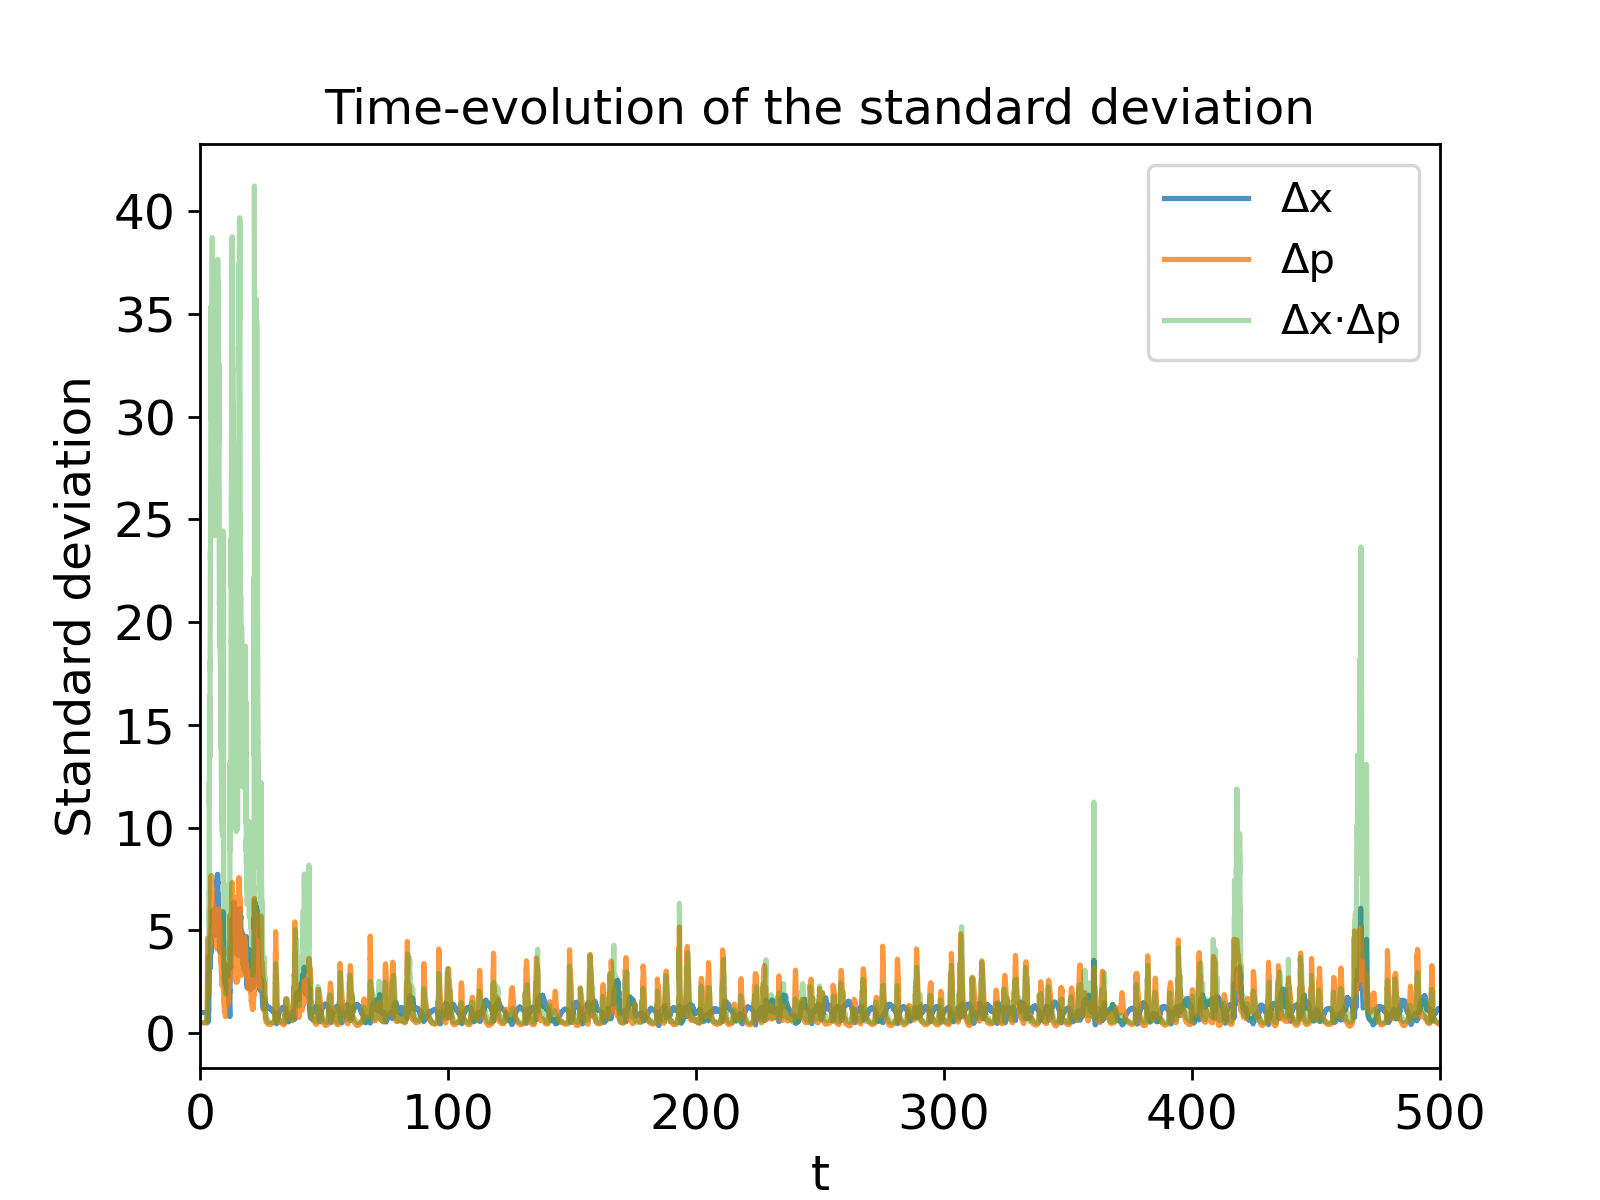 Time-evolution of the standard deviation
Δx
Δp
Δx·Δp
Standard deviation
40
35
30
25
20
15
10
5
0
0 100 200 300 400 500
t